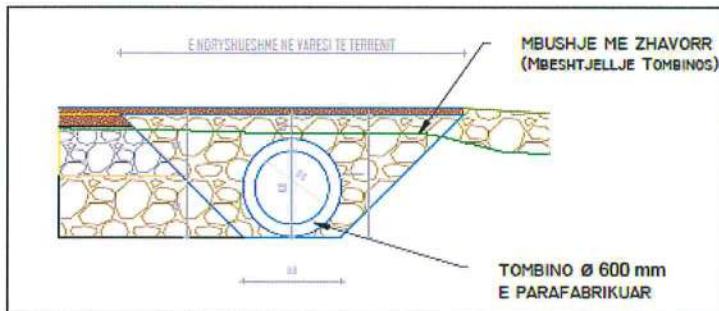 E NDRYSHUESHME NE VARESI TE TERRENIT
MBUSHJE ME ZHAVORR
(MBESHTJELLJE TOMBINOS)
TOMBINO Ø 600 mm
E PARAFABRIKUAR